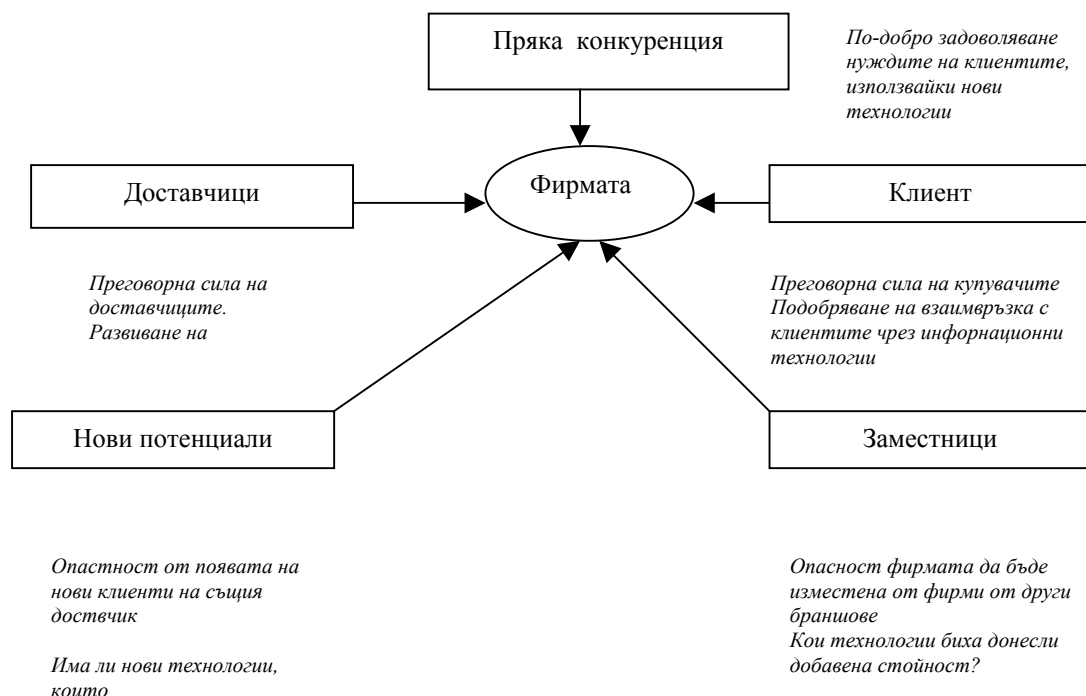 Пряка конкуренция
По-добро задоволяване
нуждите на клиентите,
използвайки нови
технологии
Доставчици
Фирмата
Клиент
Преговорна сила на
доставчиците.
Развиване на
Преговорна сила на купувачите
Подобряване на взаимвръзка с
клиентите чрез инфорнационни
технологии
Нови потенциали
Заместници
Опастност от появата на
нови клиенти на същия
доствчик
Има ли нови технологии,
които
Опасност фирмата да бъде
изместена от фирми от други
браншове
Кои технологии биха донесли
добавена стойност?